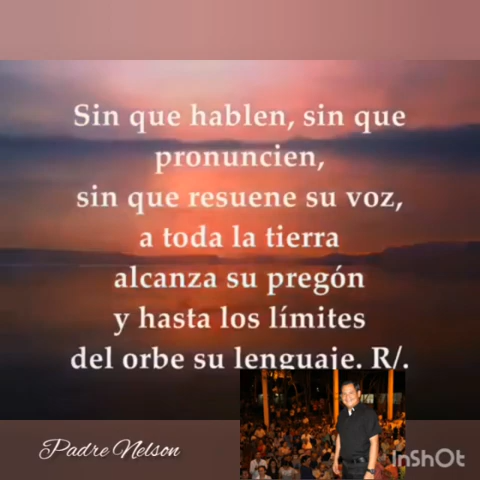 Sin que hablen, sin que
pronuncien,
sin que resuene su voz,
a toda la tierra
alcanza su pregón
y hasta los límites
del orbe su lenguaje. R/.
Padre Nelson
InShOt